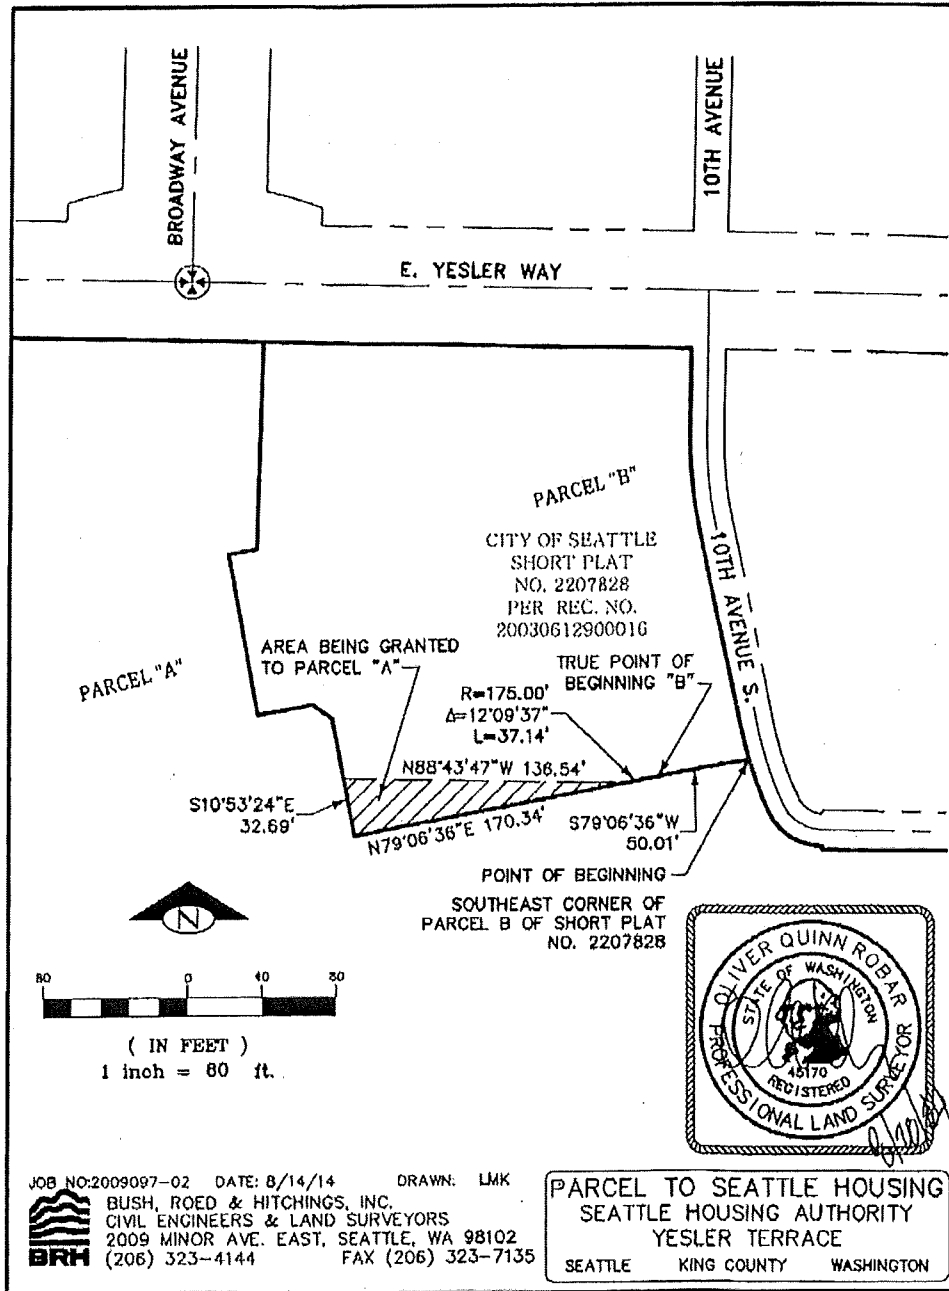 BROADWAY AVENUE
10TH AVENUE
E. YESLER WAY
PARCEL "B"
CITY OF SEATTLE
SHORT PLAT
NO. 2207828
PER REC. NO.
20030612900016
10TH AVENUE S.
PARCEL "A"
AREA BEING GRANTED
TO PARCEL "A"
TRUE POINT OF
BEGINNING "B"
R=175.00'
Δ=12°09'37"
L=37.14'
N88°43'47"W 136.54'
S10°53'24"E
32.69'
N79°06'36"E 170.34'
S79°06'36"W
50.01'
POINT OF BEGINNING
SOUTHEAST CORNER OF
PARCEL B OF SHORT PLAT
NO. 2207828
N
80 0 40 80
( IN FEET )
1 inch = 80 ft.
OLIVER QUINN ROBAR
STATE OF WASHINGTON
45170
REGISTERED
PROFESSIONAL LAND SURVEYOR
JOB NO:2009097-02 DATE: 8/14/14 DRAWN: LMK
BUSH, ROED & HITCHINGS, INC.
CIVIL ENGINEERS & LAND SURVEYORS
2009 MINOR AVE. EAST, SEATTLE, WA 98102
(206) 323-4144 FAX (206) 323-7135
BRH
PARCEL TO SEATTLE HOUSING
SEATTLE HOUSING AUTHORITY
YESLER TERRACE
SEATTLE KING COUNTY WASHINGTON